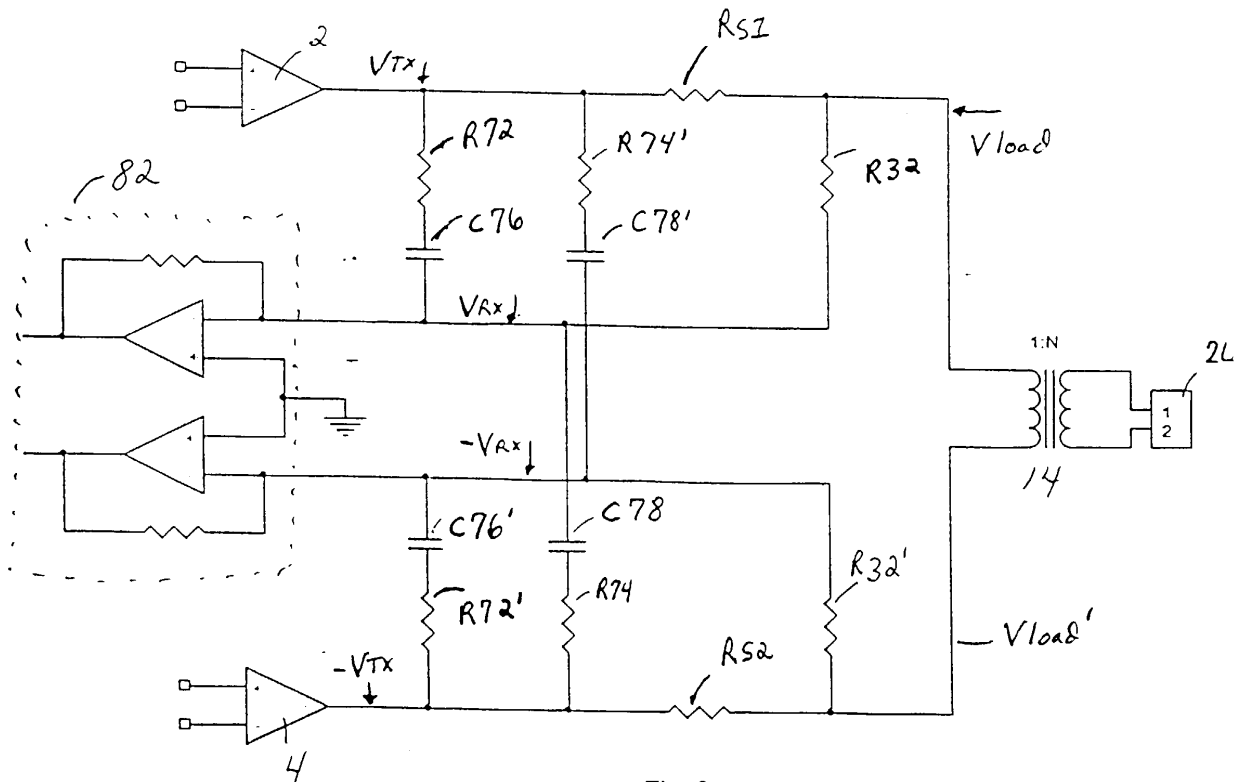 RS1
2
VTX
+
-
R72
R74'
Vload
R32
82
C76
C78'
VRX
1:N
2L
+
1
2
+
-VRX
14
C76'
C78
R32'
R72'
R74
Vload'
-VTX
RS2
+
-
4